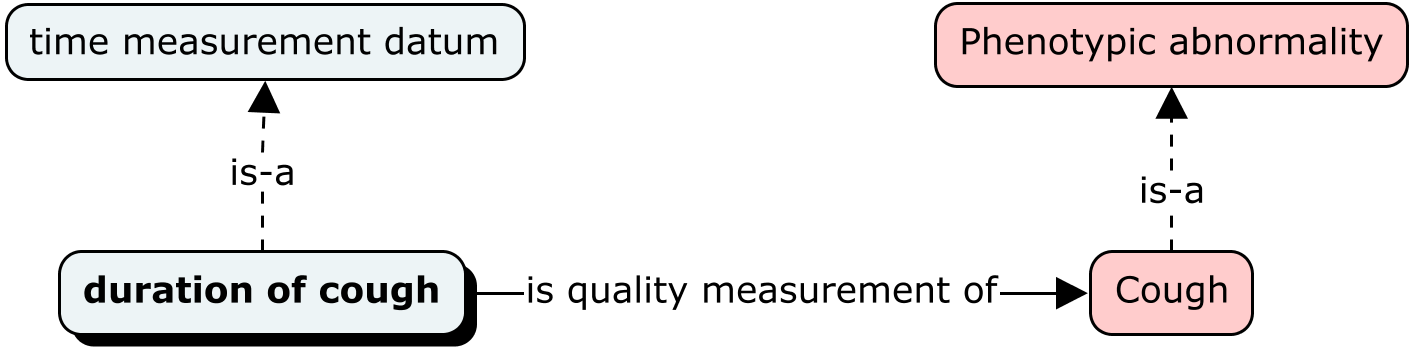 time measurement datum
Phenotypic abnormality
is-a
is-a
duration of cough
is quality measurement of
Cough